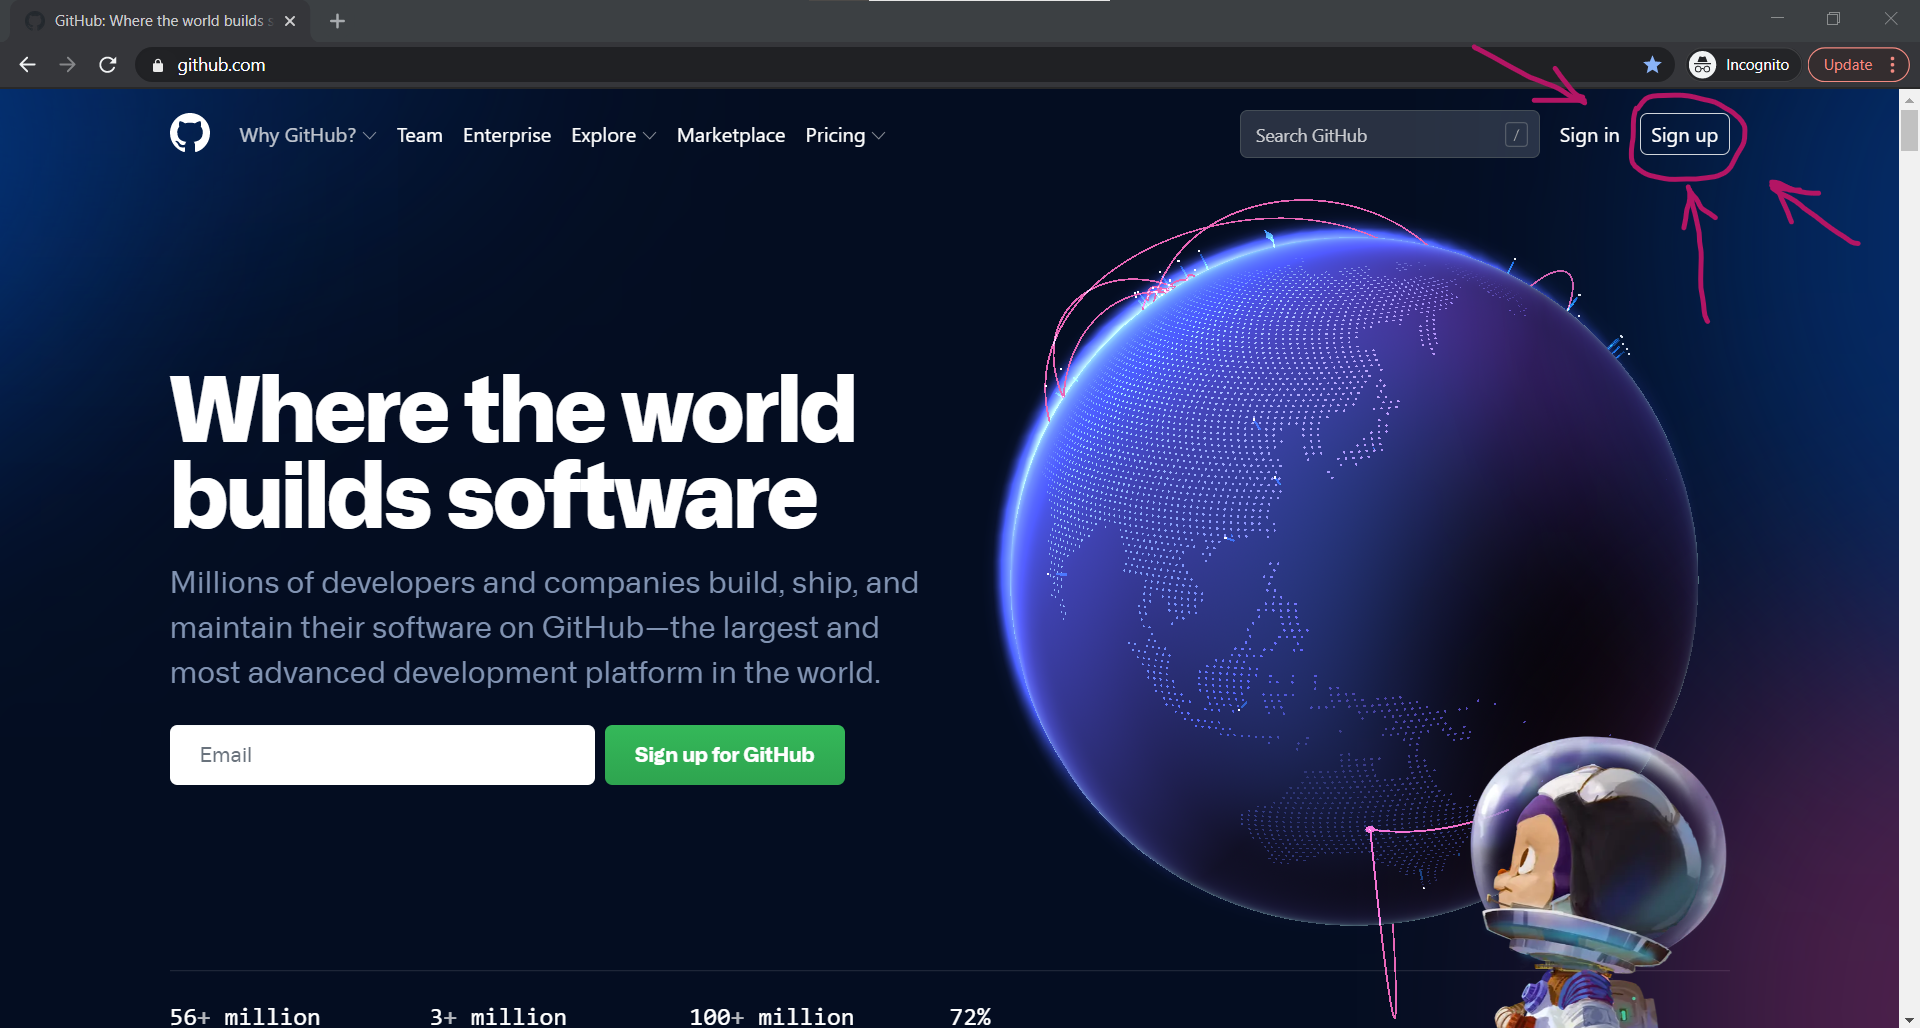 GitHub: Where the world builds s
github.com
Incognito
Update
Why GitHub?
Team
Enterprise
Explore
Marketplace
Pricing
Search GitHub
/
Sign in
Sign up
Where the world
builds software
Millions of developers and companies build, ship, and
maintain their software on GitHub—the largest and
most advanced development platform in the world.
Email
Sign up for GitHub
56+ million
3+ million
100+ million
72%